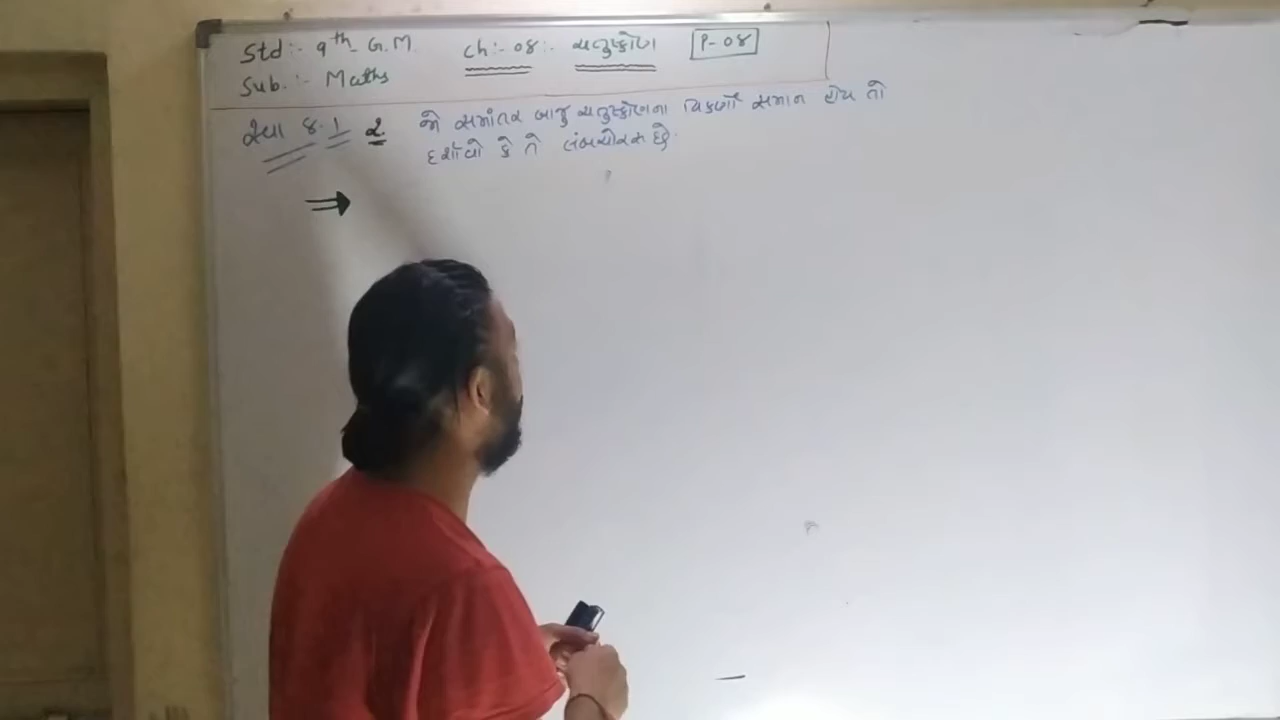 Std :- 9th - G.M. ch :- 08 :- ચતુષ્કોણ P-08
Sub. :- Maths
સ્વા 8.1 2. જો સમાંતર બાજુ ચતુષ્કોણના વિકર્ણો સમાન હોય તો
દર્શાવો કે તે લંબચોરસ છે.
⇒